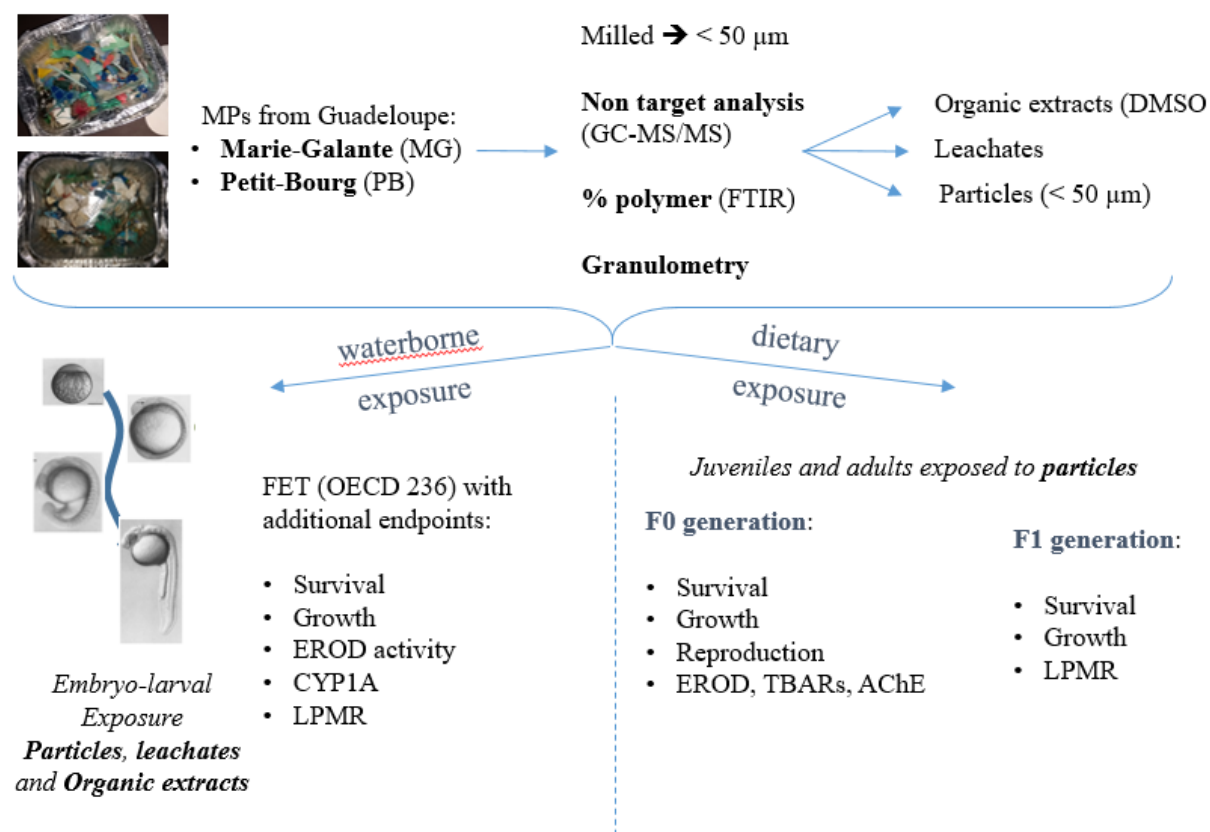 MPs from Guadeloupe:
• Marie-Galante (MG)
• Petit-Bourg (PB)
Milled 🡪 < 50 μm
Non target analysis
(GC-MS/MS)
% polymer (FTIR)
Granulometry
Organic extracts (DMSO
Leachates
Particles (< 50 μm)
waterborne
exposure
dietary
exposure
Embryo-larval
Exposure
Particles, leachates
and Organic extracts
FET (OECD 236) with
additional endpoints:
• Survival
• Growth
• EROD activity
• CYP1A
• LPMR
Juveniles and adults exposed to particles
F0 generation:
• Survival
• Growth
• Reproduction
• EROD, TBARs, AChE
F1 generation:
• Survival
• Growth
• LPMR